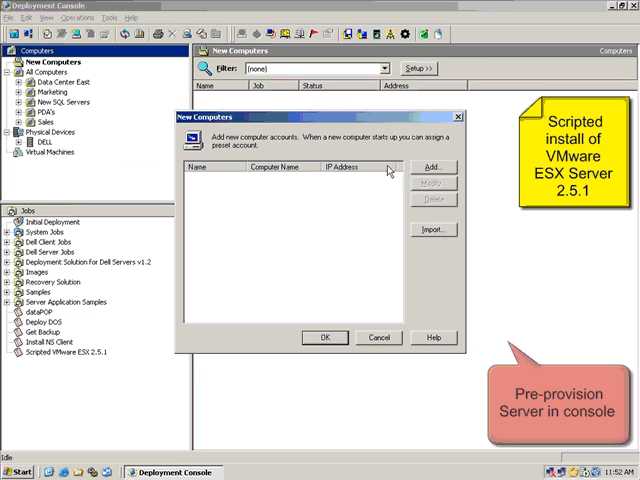 Deployment Console
File Edit View Operations Tools Help
Computers
New Computers
All Computers
Data Center East
Marketing
New SQL Servers
PDA's
Sales
Physical Devices
DELL
Virtual Machines
New Computers
Computers
Filter:
(none)
Setup >>
Name Job Status Address
New Computers
Add new computer accounts. When a new computer starts up you can assign a
preset account.
Name Computer Name IP Address
Add...
Modify...
Delete
Import...
OK Cancel Help
Scripted
install of
VMware
ESX Server
2.5.1
Jobs
Initial Deployment
System Jobs
Dell Client Jobs
Dell Server Jobs
Deployment Solution for Dell Servers v1.2
Images
Recovery Solution
Samples
Server Application Samples
dataPOP
Deploy DOS
Get Backup
Install NS Client
Scripted VMware ESX 2.5.1
Pre-provision
Server in console
Idle
Start
Deployment Console
11:52 AM